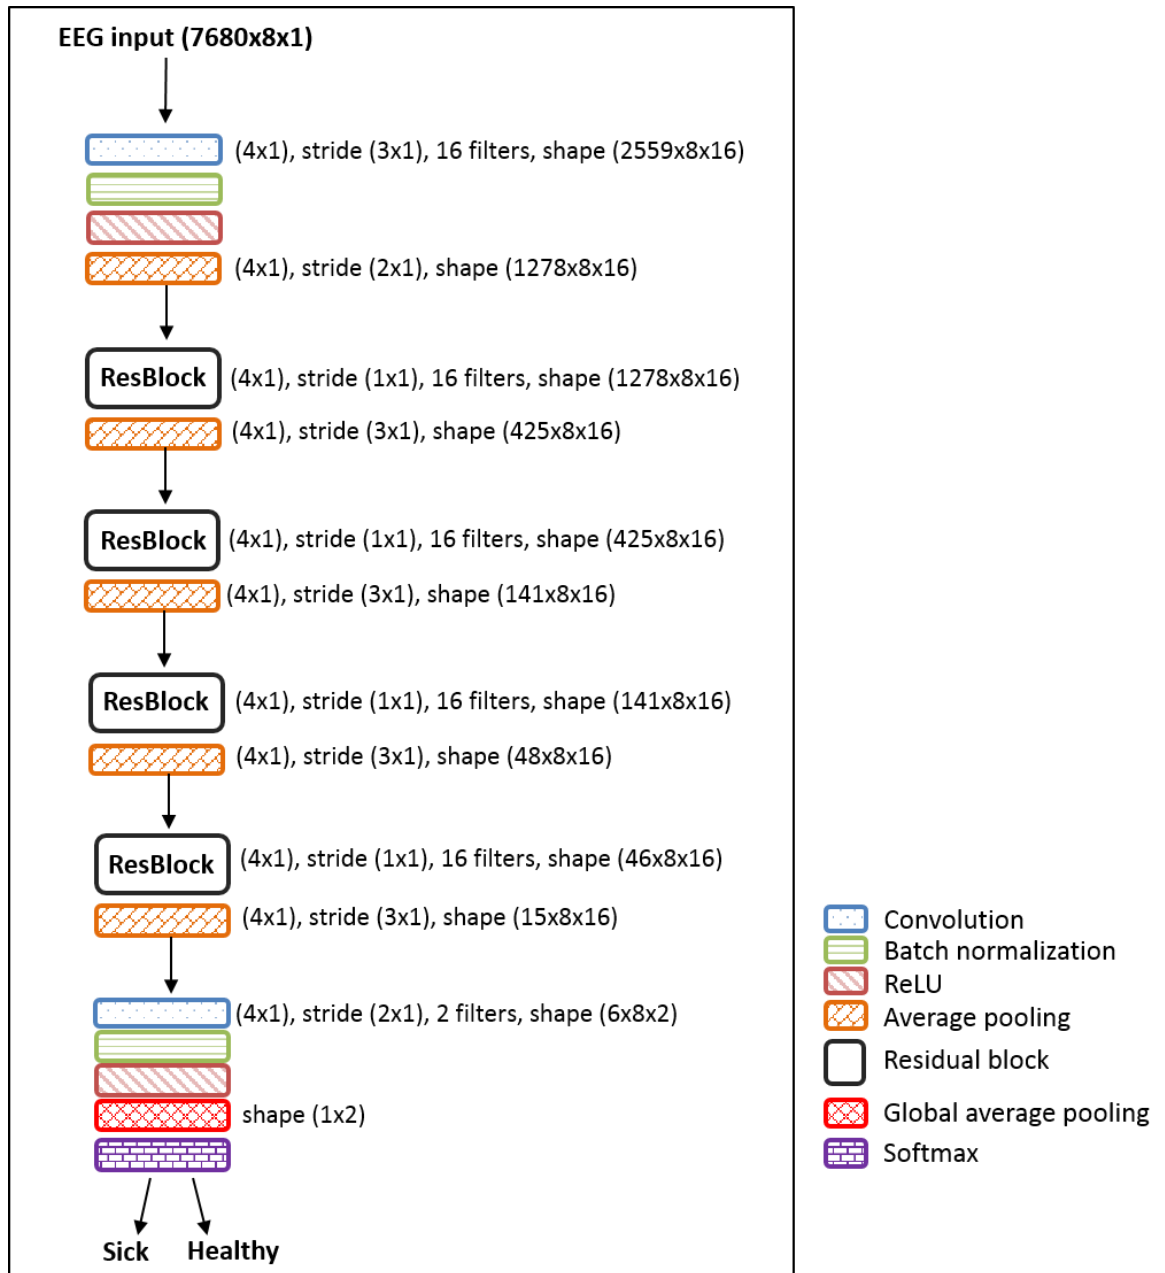 EEG input (7680x8x1)
(4x1), stride (3x1), 16 filters, shape (2559x8x16)
(4x1), stride (2x1), shape (1278x8x16)
ResBlock (4x1), stride (1x1), 16 filters, shape (1278x8x16)
(4x1), stride (3x1), shape (425x8x16)
ResBlock (4x1), stride (1x1), 16 filters, shape (425x8x16)
(4x1), stride (3x1), shape (141x8x16)
ResBlock (4x1), stride (1x1), 16 filters, shape (141x8x16)
(4x1), stride (3x1), shape (48x8x16)
ResBlock (4x1), stride (1x1), 16 filters, shape (46x8x16)
(4x1), stride (3x1), shape (15x8x16)
(4x1), stride (2x1), 2 filters, shape (6x8x2)
shape (1x2)
Sick Healthy
Convolution
Batch normalization
ReLU
Average pooling
Residual block
Global average pooling
Softmax